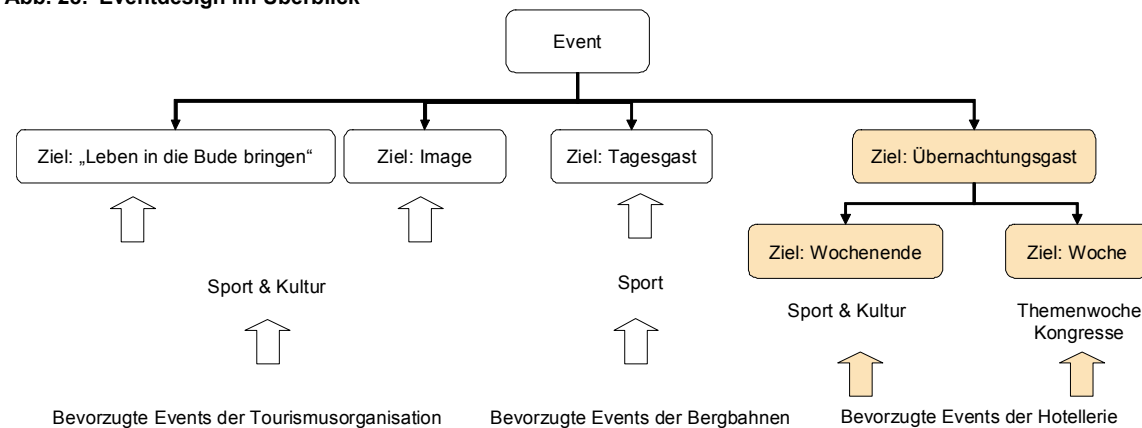 Abb. 28: Eventdesign im Überblick
Event
Ziel: „Leben in die Bude bringen“
Ziel: Image
Ziel: Tagesgast
Ziel: Übernachtungsgast
Ziel: Wochenende
Ziel: Woche
Sport & Kultur
Sport
Sport & Kultur
Themenwoche
Kongresse
Bevorzugte Events der Tourismusorganisation
Bevorzugte Events der Bergbahnen
Bevorzugte Events der Hotellerie